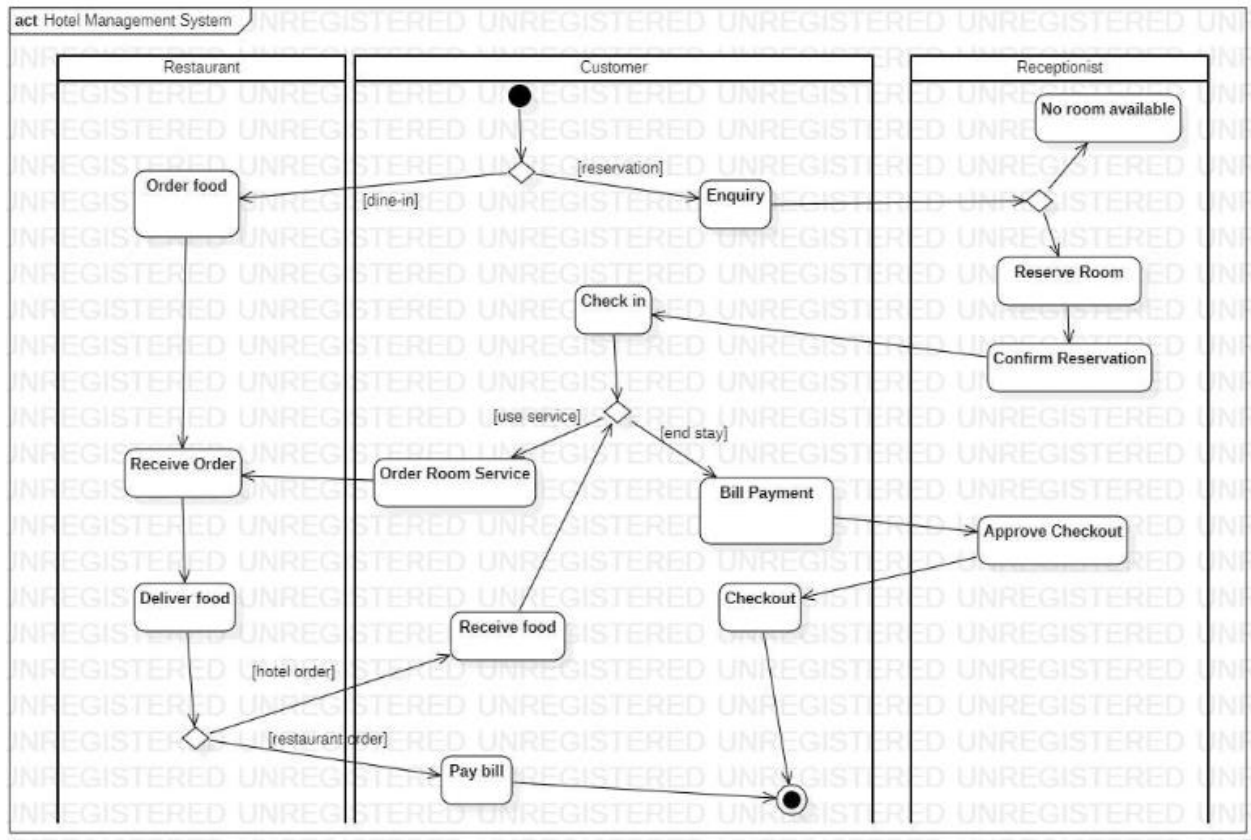 act Hotel Management System
Restaurant
Customer
Receptionist
No room available
[reservation]
Order food
[dine-in]
Enquiry
Reserve Room
Check in
Confirm Reservation
[use service]
[end stay]
Receive Order
Order Room Service
Bill Payment
Approve Checkout
Deliver food
Checkout
Receive food
[hotel order]
[restaurant order]
Pay bill
UNREGISTERED